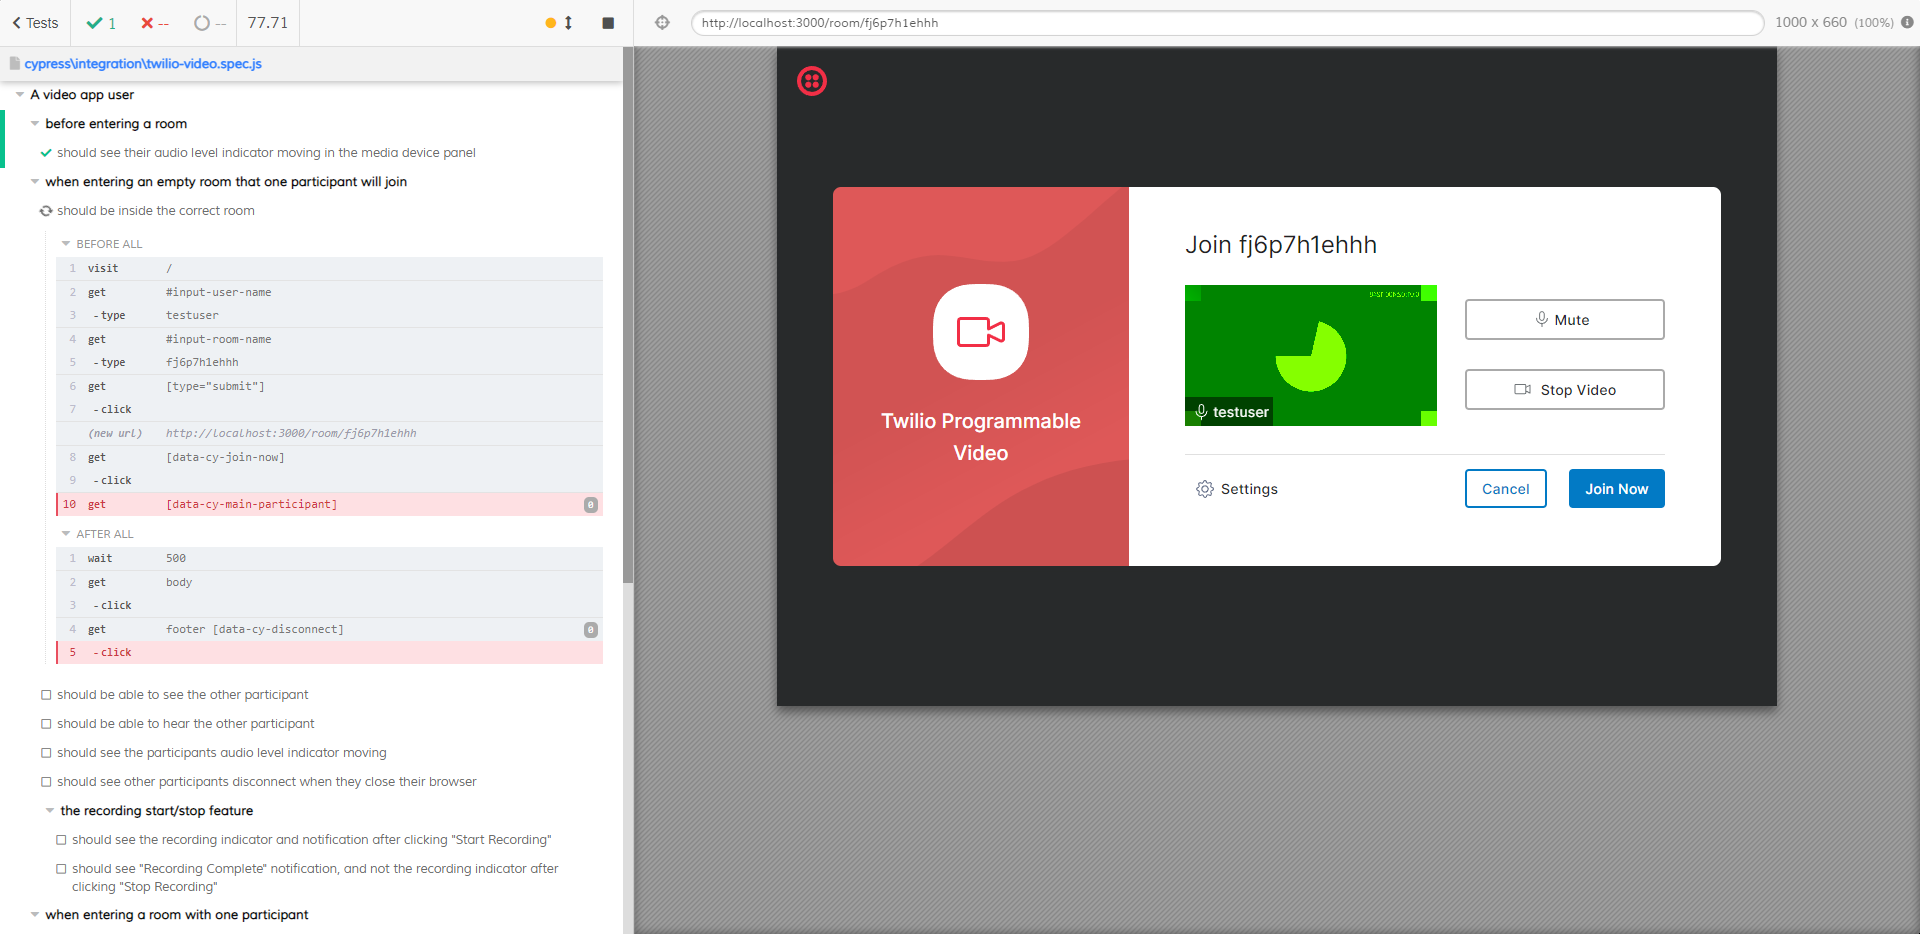 Tests
1
--
--
77.71
http://localhost:3000/room/fj6p7h1ehhh
1000 x 660 (100%)
cypress\integration\twilio-video.spec.js
A video app user
before entering a room
should see their audio level indicator moving in the media device panel
when entering an empty room that one participant will join
should be inside the correct room
BEFORE ALL
1 visit /
2 get #input-user-name
3 -type testuser
4 get #input-room-name
5 -type fj6p7h1ehhh
6 get [type="submit"]
7 -click
(new url) http://localhost:3000/room/fj6p7h1ehhh
8 get [data-cy-join-now]
9 -click
10 get [data-cy-main-participant] 0
AFTER ALL
1 wait 500
2 get body
3 -click
4 get footer [data-cy-disconnect] 0
5 -click
should be able to see the other participant
should be able to hear the other participant
should see the participants audio level indicator moving
should see other participants disconnect when they close their browser
the recording start/stop feature
should see the recording indicator and notification after clicking "Start Recording"
should see "Recording Complete" notification, and not the recording indicator after
clicking "Stop Recording"
when entering a room with one participant
Twilio Programmable
Video
Join fj6p7h1ehhh
testuser
Mute
Stop Video
Settings
Cancel
Join Now